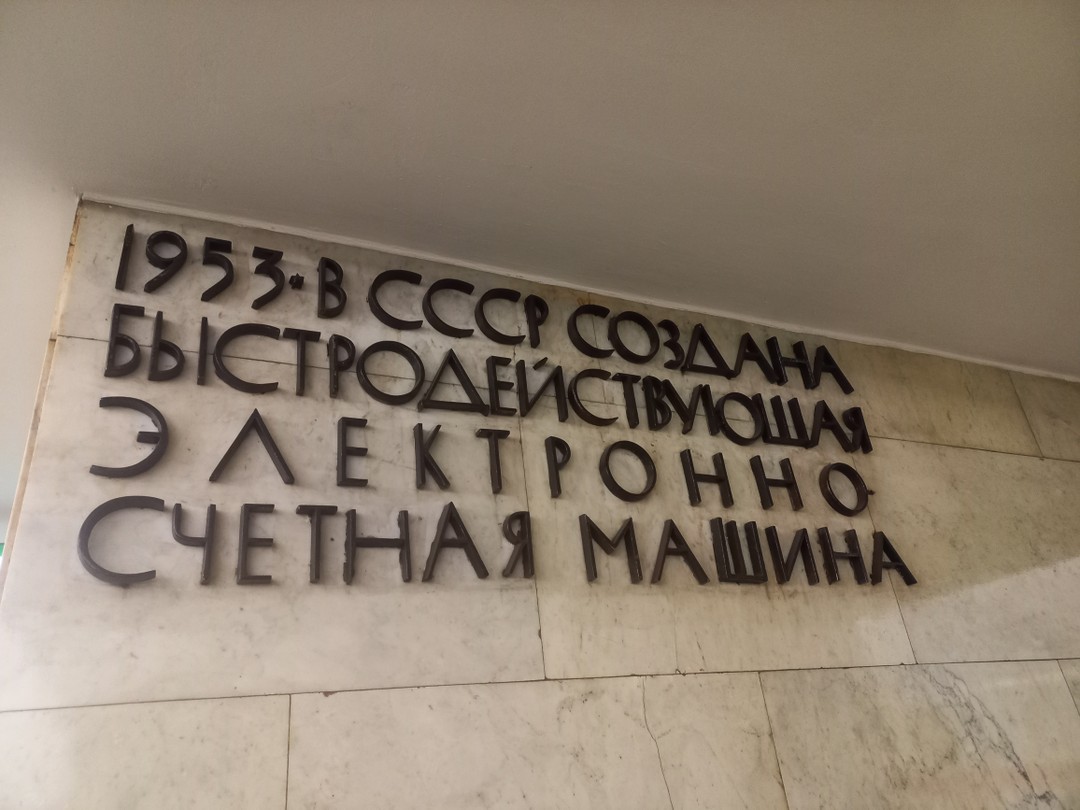 1953· В СССР СОЗДАНА
БЫСТРОДЕЙСТВУЮЩАЯ
ЭЛЕКТРОННО-
СЧЕТНАЯ МАШИНА